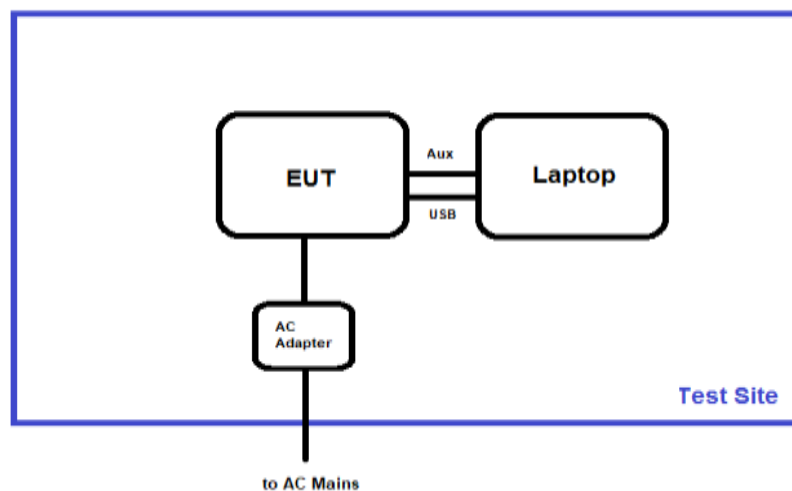 EUT
Aux
USB
Laptop
AC
Adapter
Test Site
to AC Mains